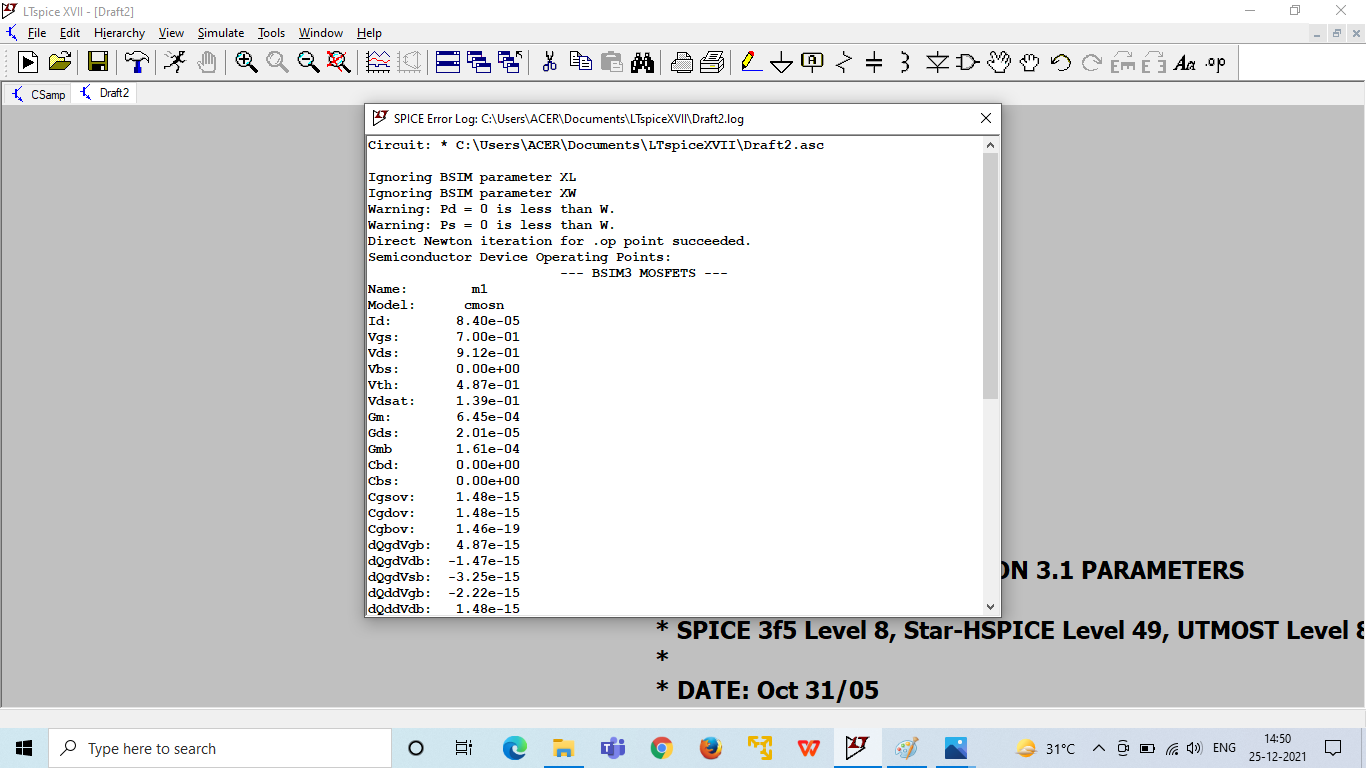 LTspice XVII - [Draft2]
File Edit Hierarchy View Simulate Tools Window Help
Aa .op
CSamp Draft2
SPICE Error Log: C:\Users\ACER\Documents\LTspiceXVII\Draft2.log
Circuit: * C:\Users\ACER\Documents\LTspiceXVII\Draft2.asc
Ignoring BSIM parameter XL
Ignoring BSIM parameter XW
Warning: Pd = 0 is less than W.
Warning: Ps = 0 is less than W.
Direct Newton iteration for .op point succeeded.
Semiconductor Device Operating Points:
--- BSIM3 MOSFETS ---
Name: m1
Model: cmosn
Id: 8.40e-05
Vgs: 7.00e-01
Vds: 9.12e-01
Vbs: 0.00e+00
Vth: 4.87e-01
Vdsat: 1.39e-01
Gm: 6.45e-04
Gds: 2.01e-05
Gmb 1.61e-04
Cbd: 0.00e+00
Cbs: 0.00e+00
Cgsov: 1.48e-15
Cgdov: 1.48e-15
Cgbov: 1.46e-19
dQgdVgb: 4.87e-15
dQgdVdb: -1.47e-15
dQgdVsb: -3.25e-15
dQddVgb: -2.22e-15
dQddVdb: 1.48e-15
ON 3.1 PARAMETERS
* SPICE 3f5 Level 8, Star-HSPICE Level 49, UTMOST Level 8
*
* DATE: Oct 31/05
Type here to search
31°C ENG 14:50
25-12-2021